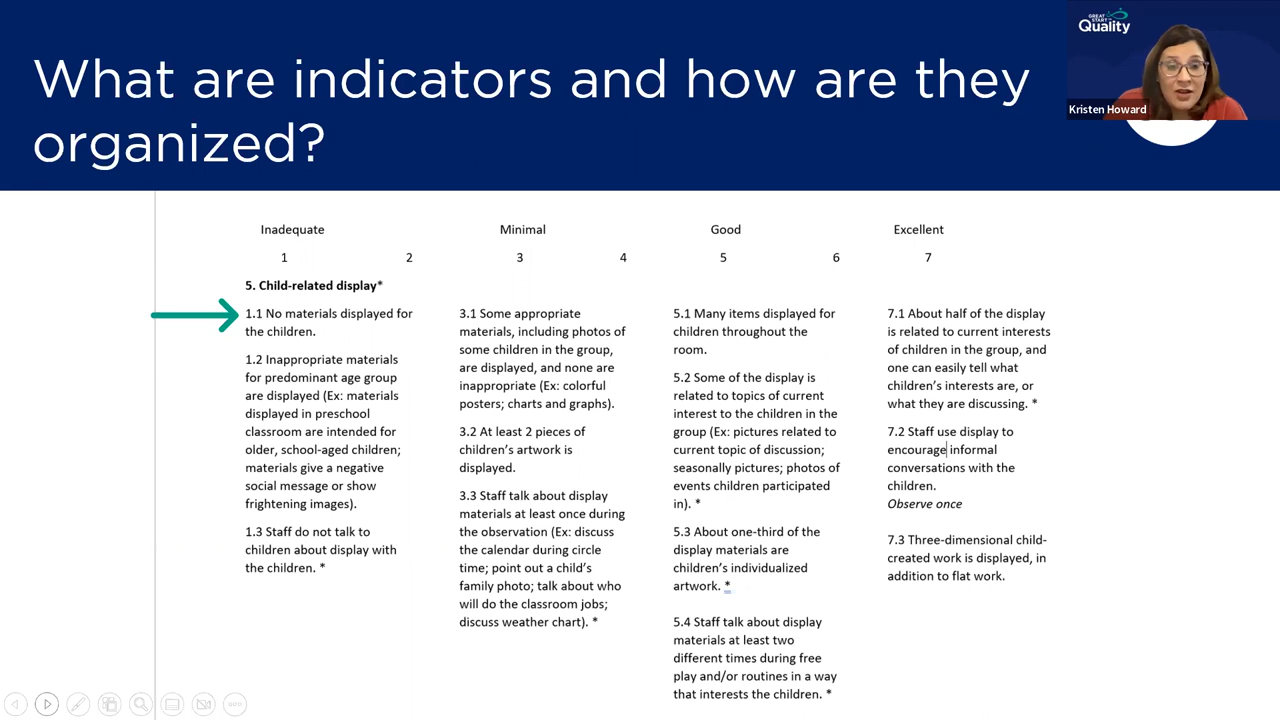 What are indicators and how are they
organized?
GREAT
START to
Quality
Kristen Howard
Inadequate Minimal Good Excellent
1 2 3 4 5 6 7
5. Child-related display*
1.1 No materials displayed for
the children.
1.2 Inappropriate materials
for predominant age group
are displayed (Ex: materials
displayed in preschool
classroom are intended for
older, school-aged children;
materials give a negative
social message or show
frightening images).
1.3 Staff do not talk to
children about display with
the children. *
3.1 Some appropriate
materials, including photos of
some children in the group,
are displayed, and none are
inappropriate (Ex: colorful
posters; charts and graphs).
3.2 At least 2 pieces of
children's artwork is
displayed.
3.3 Staff talk about display
materials at least once during
the observation (Ex: discuss
the calendar during circle
time; point out a child's
family photo; talk about who
will do the classroom jobs;
discuss weather chart). *
5.1 Many items displayed for
children throughout the
room.
5.2 Some of the display is
related to topics of current
interest to the children in the
group (Ex: pictures related to
current topic of discussion;
seasonally pictures; photos of
events children participated
in). *
5.3 About one-third of the
display materials are
children's individualized
artwork. *
5.4 Staff talk about display
materials at least two
different times during free
play and/or routines in a way
that interests the children. *
7.1 About half of the display
is related to current interests
of children in the group, and
one can easily tell what
children's interests are, or
what they are discussing. *
7.2 Staff use display to
encourage informal
conversations with the
children.
Observe once
7.3 Three-dimensional child-
created work is displayed, in
addition to flat work.